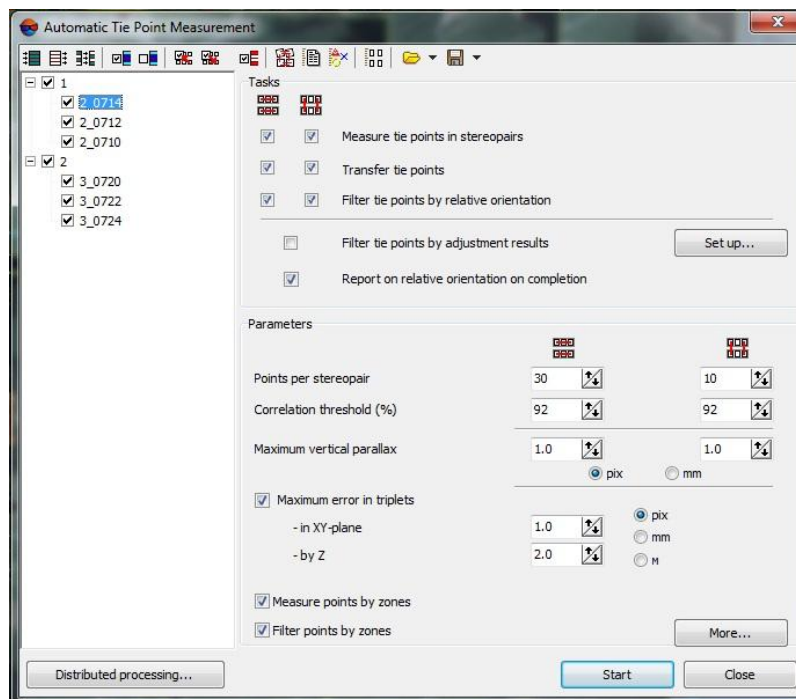 Automatic Tie Point Measurement
1
2_0714
2_0712
2_0710
2
3_0720
3_0722
3_0724
Tasks
Measure tie points in stereopairs
Transfer tie points
Filter tie points by relative orientation
Filter tie points by adjustment results
Set up...
Report on relative orientation on completion
Parameters
Points per stereopair 30 10
Correlation threshold (%) 92 92
Maximum vertical parallax 1.0 1.0
pix mm
Maximum error in triplets
pix
- in XY-plane 1.0
mm
- by Z 2.0
м
Measure points by zones
Filter points by zones
More...
Distributed processing...
Start
Close